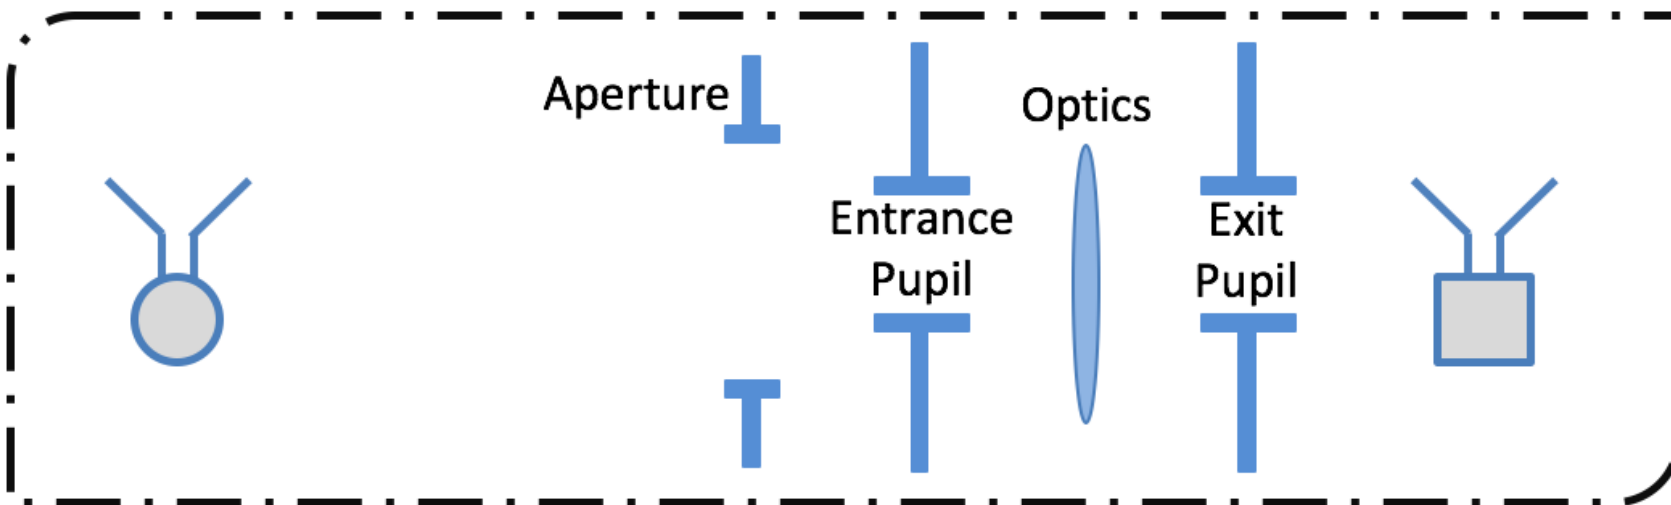 Aperture
Entrance
Pupil
Optics
Exit
Pupil